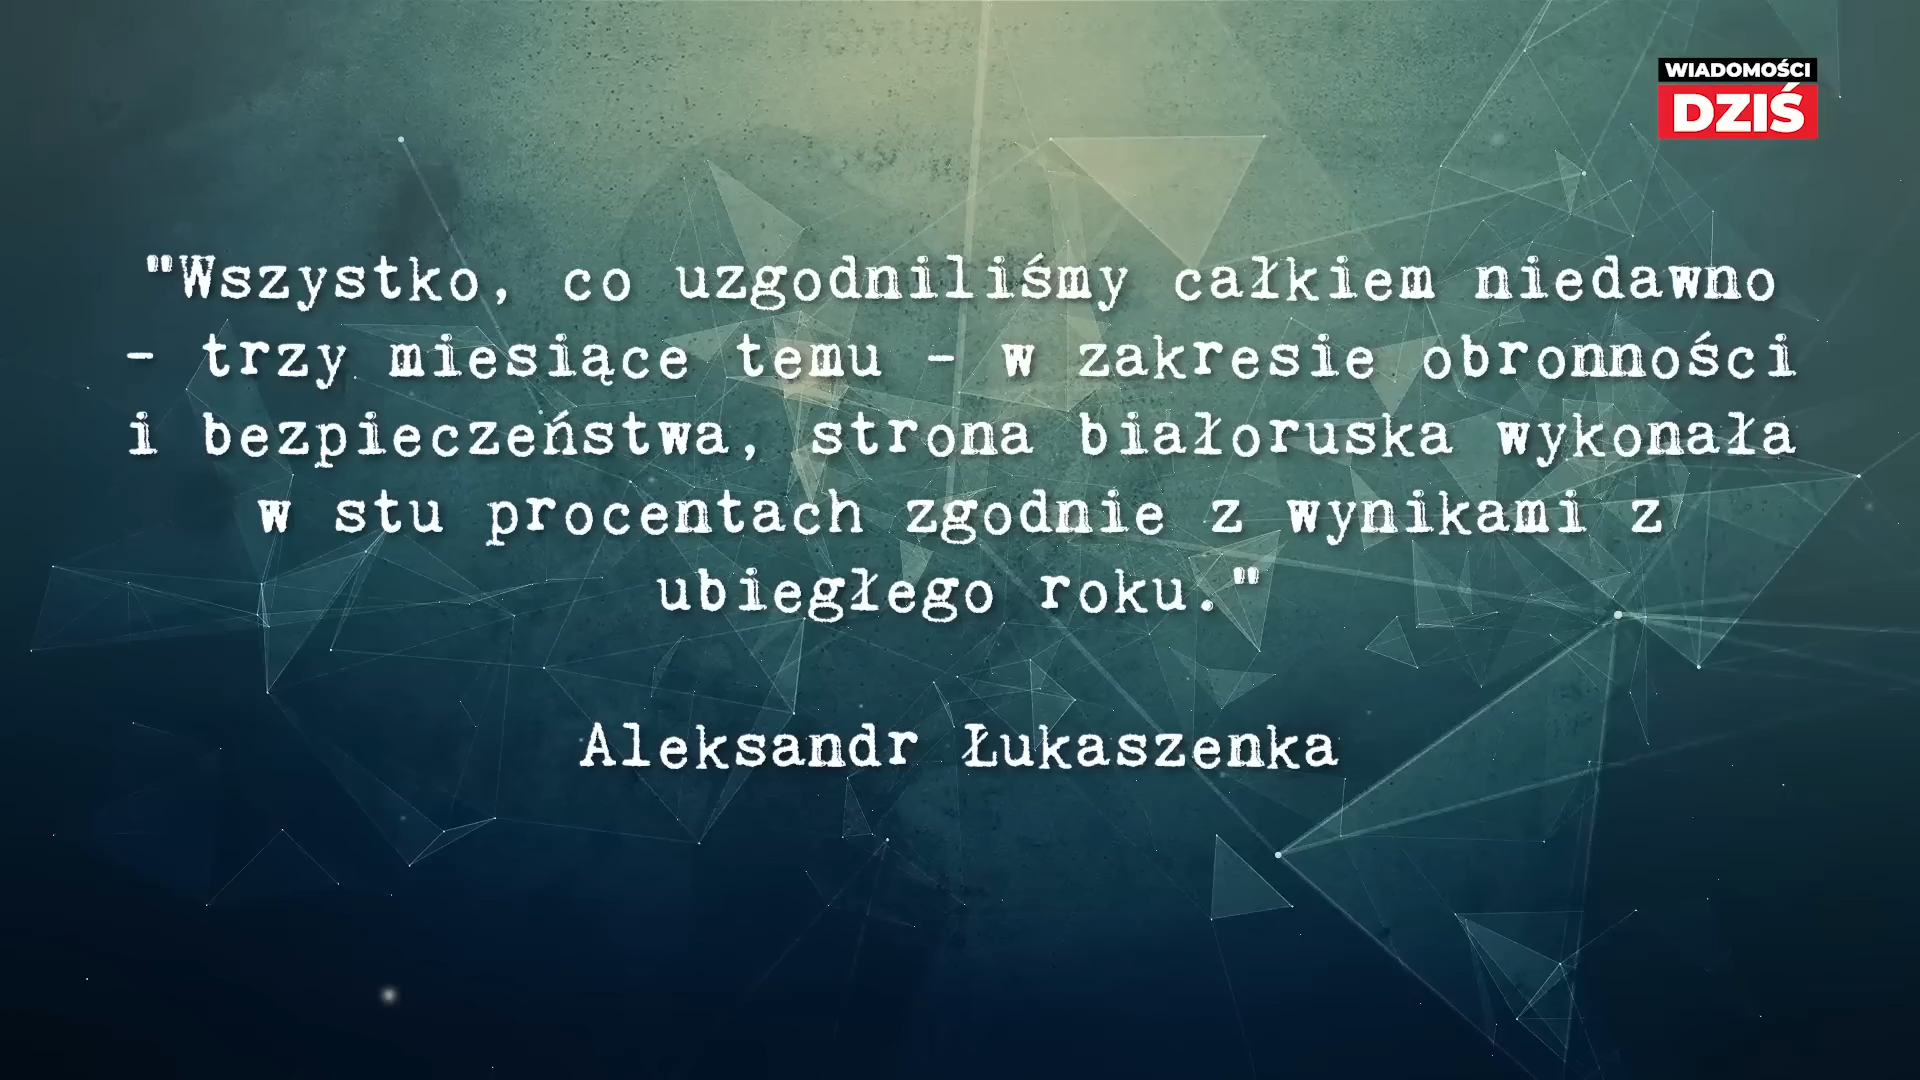 WIADOMOŚCI
DZIŚ
"Wszystko, co uzgodniliśmy całkiem niedawno
- trzy miesiące temu - w zakresie obronności
i bezpieczeństwa, strona białoruska wykonała
w stu procentach zgodnie z wynikami z
ubiegłego roku."
Aleksandr Łukaszenka